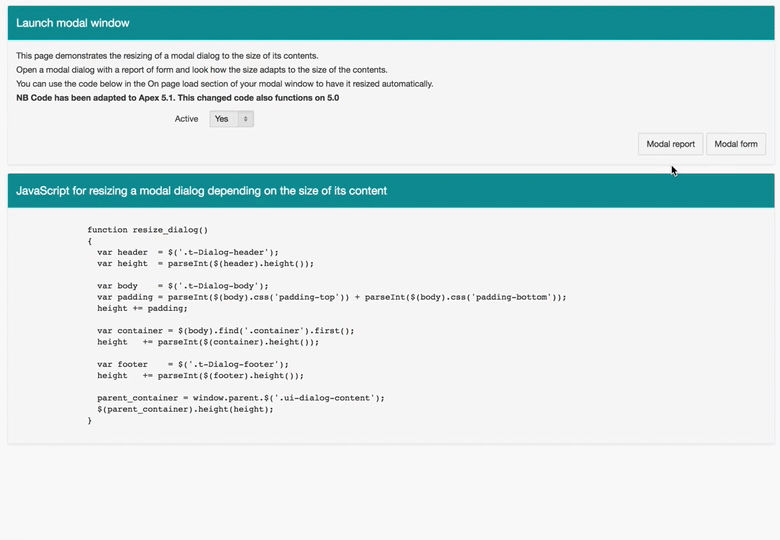 Launch modal window
This page demonstrates the resizing of a modal dialog to the size of its contents.
Open a modal dialog with a report of form and look how the size adapts to the size of the contents.
You can use the code below in the On page load section of your modal window to have it resized automatically.
NB Code has been adapted to Apex 5.1. This changed code also functions on 5.0
Active Yes
Modal report Modal form
JavaScript for resizing a modal dialog depending on the size of its content
function resize_dialog()
{
  var header  = $('.t-Dialog-header');
  var height  = parseInt($(header).height());
  var body    = $('.t-Dialog-body');
  var padding = parseInt($(body).css('padding-top')) + parseInt($(body).css('padding-bottom'));
  height += padding;
  var container = $(body).find('.container').first();
  height   += parseInt($(container).height());
  var footer    = $('.t-Dialog-footer');
  height   += parseInt($(footer).height());
  parent_container = window.parent.$('.ui-dialog-content');
  $(parent_container).height(height);
}